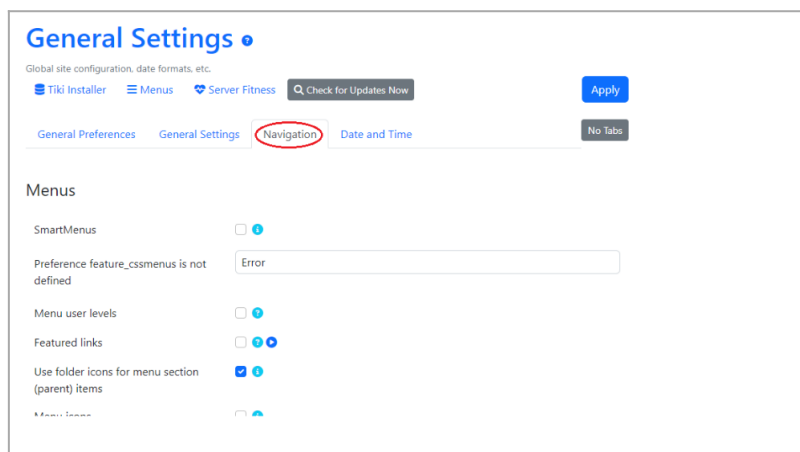 General Settings
Global site configuration, date formats, etc.
Tiki Installer Menus Server Fitness Check for Updates Now Apply
General Preferences General Settings Navigation Date and Time No Tabs
Menus
SmartMenus
Preference feature_cssmenus is not Error
defined
Menu user levels
Featured links
Use folder icons for menu section
(parent) items
Menu icons